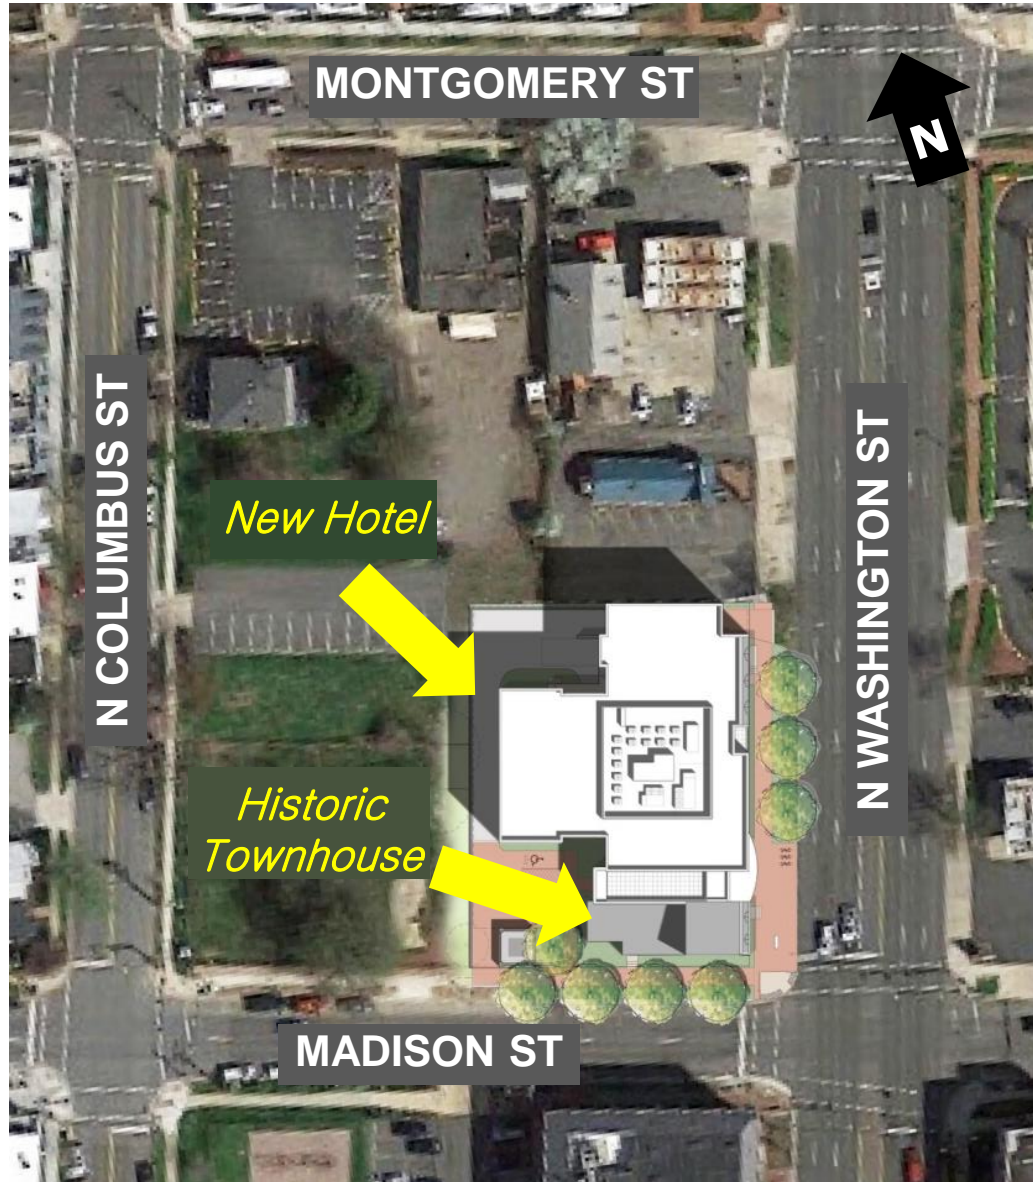 MONTGOMERY ST
N
N COLUMBUS ST
N WASHINGTON ST
New Hotel
Historic
Townhouse
MADISON ST